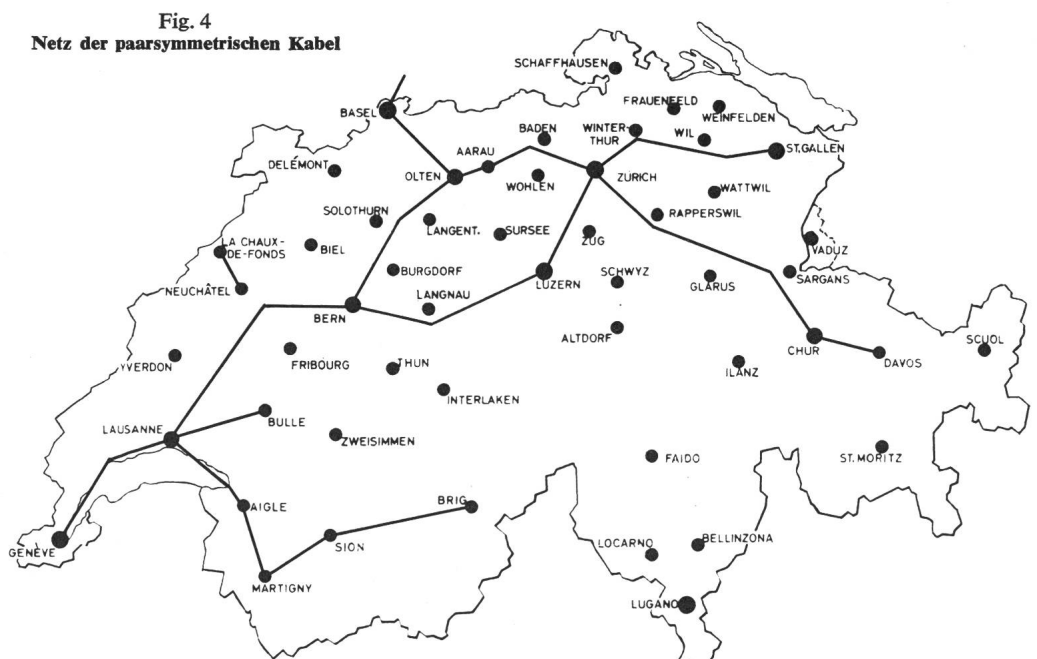 Fig. 4
Netz der paarsymmetrischen Kabel
SCHAFFHAUSEN
FRAUENFELD
WEINFELDEN
BASEL
BADEN
WINTER-
THUR
WIL
ST.GALLEN
DELÉMONT
AARAU
OLTEN
WOHLEN
ZÜRICH
WATTWIL
SOLOTHURN
LANGENT.
SURSEE
ZUG
RAPPERSWIL
LA CHAUX-
DE-FONDS
BIEL
VADUZ
BURGDORF
LUZERN
SCHWYZ
GLARUS
SARGANS
NEUCHÂTEL
BERN
LANGNAU
ALTDORF
YVERDON
FRIBOURG
THUN
CHUR
DAVOS
SCUOL
ILANZ
INTERLAKEN
BULLE
LAUSANNE
ZWEISIMMEN
FAIDO
ST.MORITZ
AIGLE
BRIG
GENÈVE
SION
LOCARNO
BELLINZONA
MARTIGNY
LUGANO